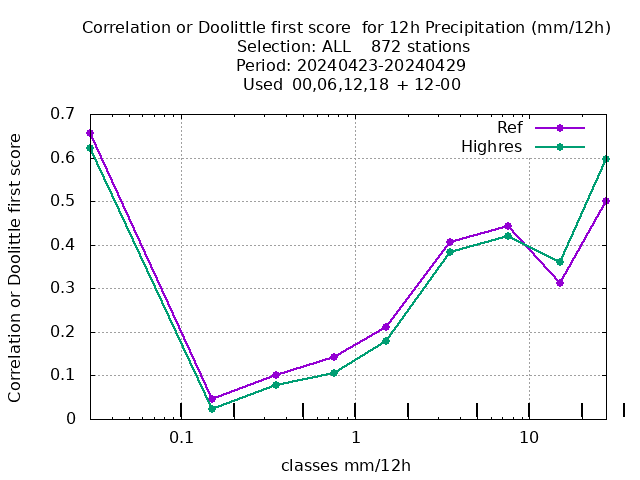 Correlation or Doolittle first score  for 12h Precipitation (mm/12h)
Selection: ALL    872 stations
Period: 20240423-20240429
Used  00,06,12,18  + 12-00
Correlation or Doolittle first score
0.7
0.6
0.5
0.4
0.3
0.2
0.1
0
Ref
Highres
0.1
1
10
classes mm/12h